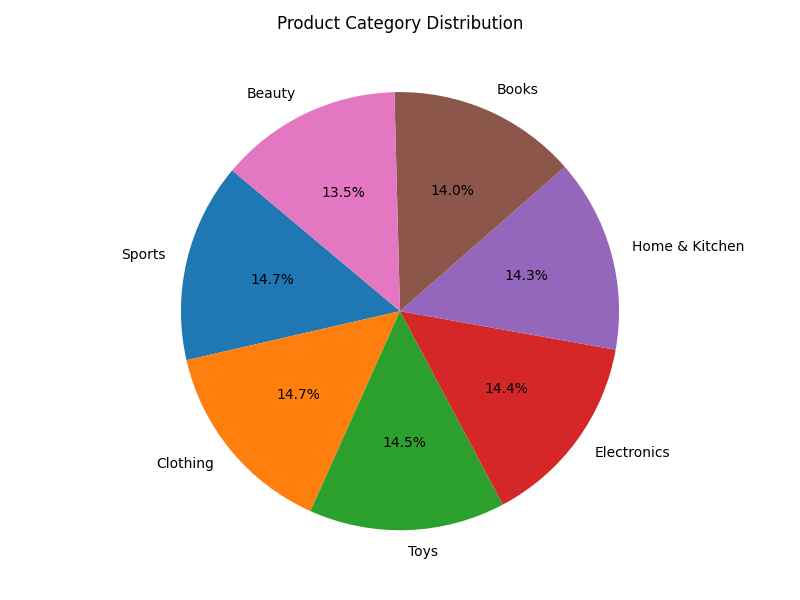 Product Category Distribution
Books
Beauty
14.0%
13.5%
Home & Kitchen
Sports
14.3%
14.7%
14.4%
14.7%
14.5%
Electronics
Clothing
Toys